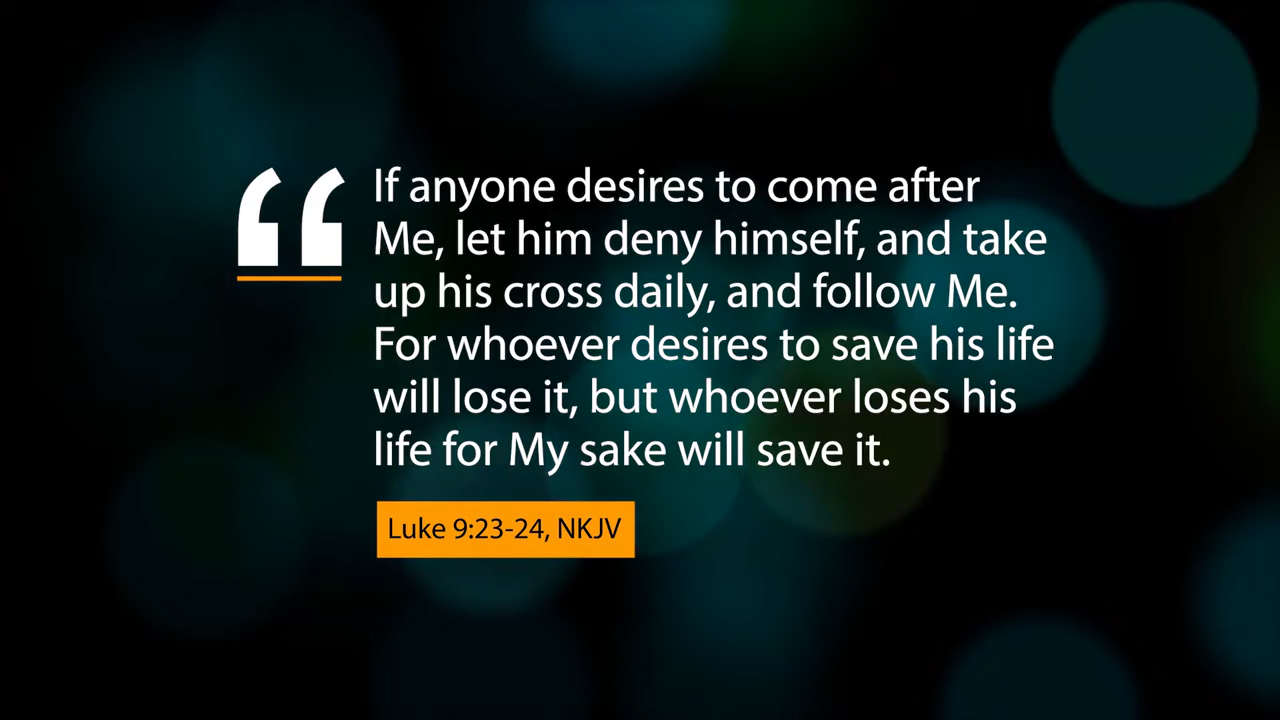 “
If anyone desires to come after
Me, let him deny himself, and take
up his cross daily, and follow Me.
For whoever desires to save his life
will lose it, but whoever loses his
life for My sake will save it.
Luke 9:23-24, NKJV